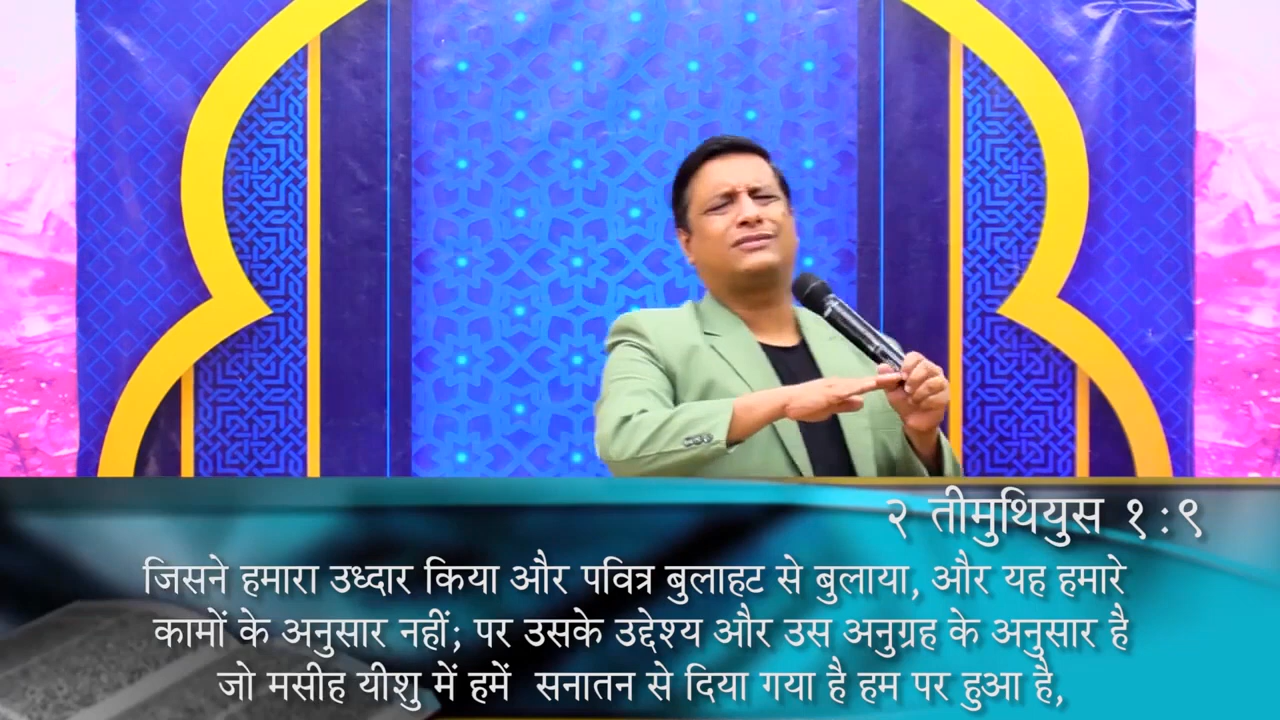 २ तीमुथियुस १:९
जिसने हमारा उध्दार किया और पवित्र बुलाहट से बुलाया, और यह हमारे
कामों के अनुसार नहीं; पर उसके उद्देश्य और उस अनुग्रह के अनुसार है
जो मसीह यीशु में हमें सनातन से दिया गया है हम पर हुआ है,